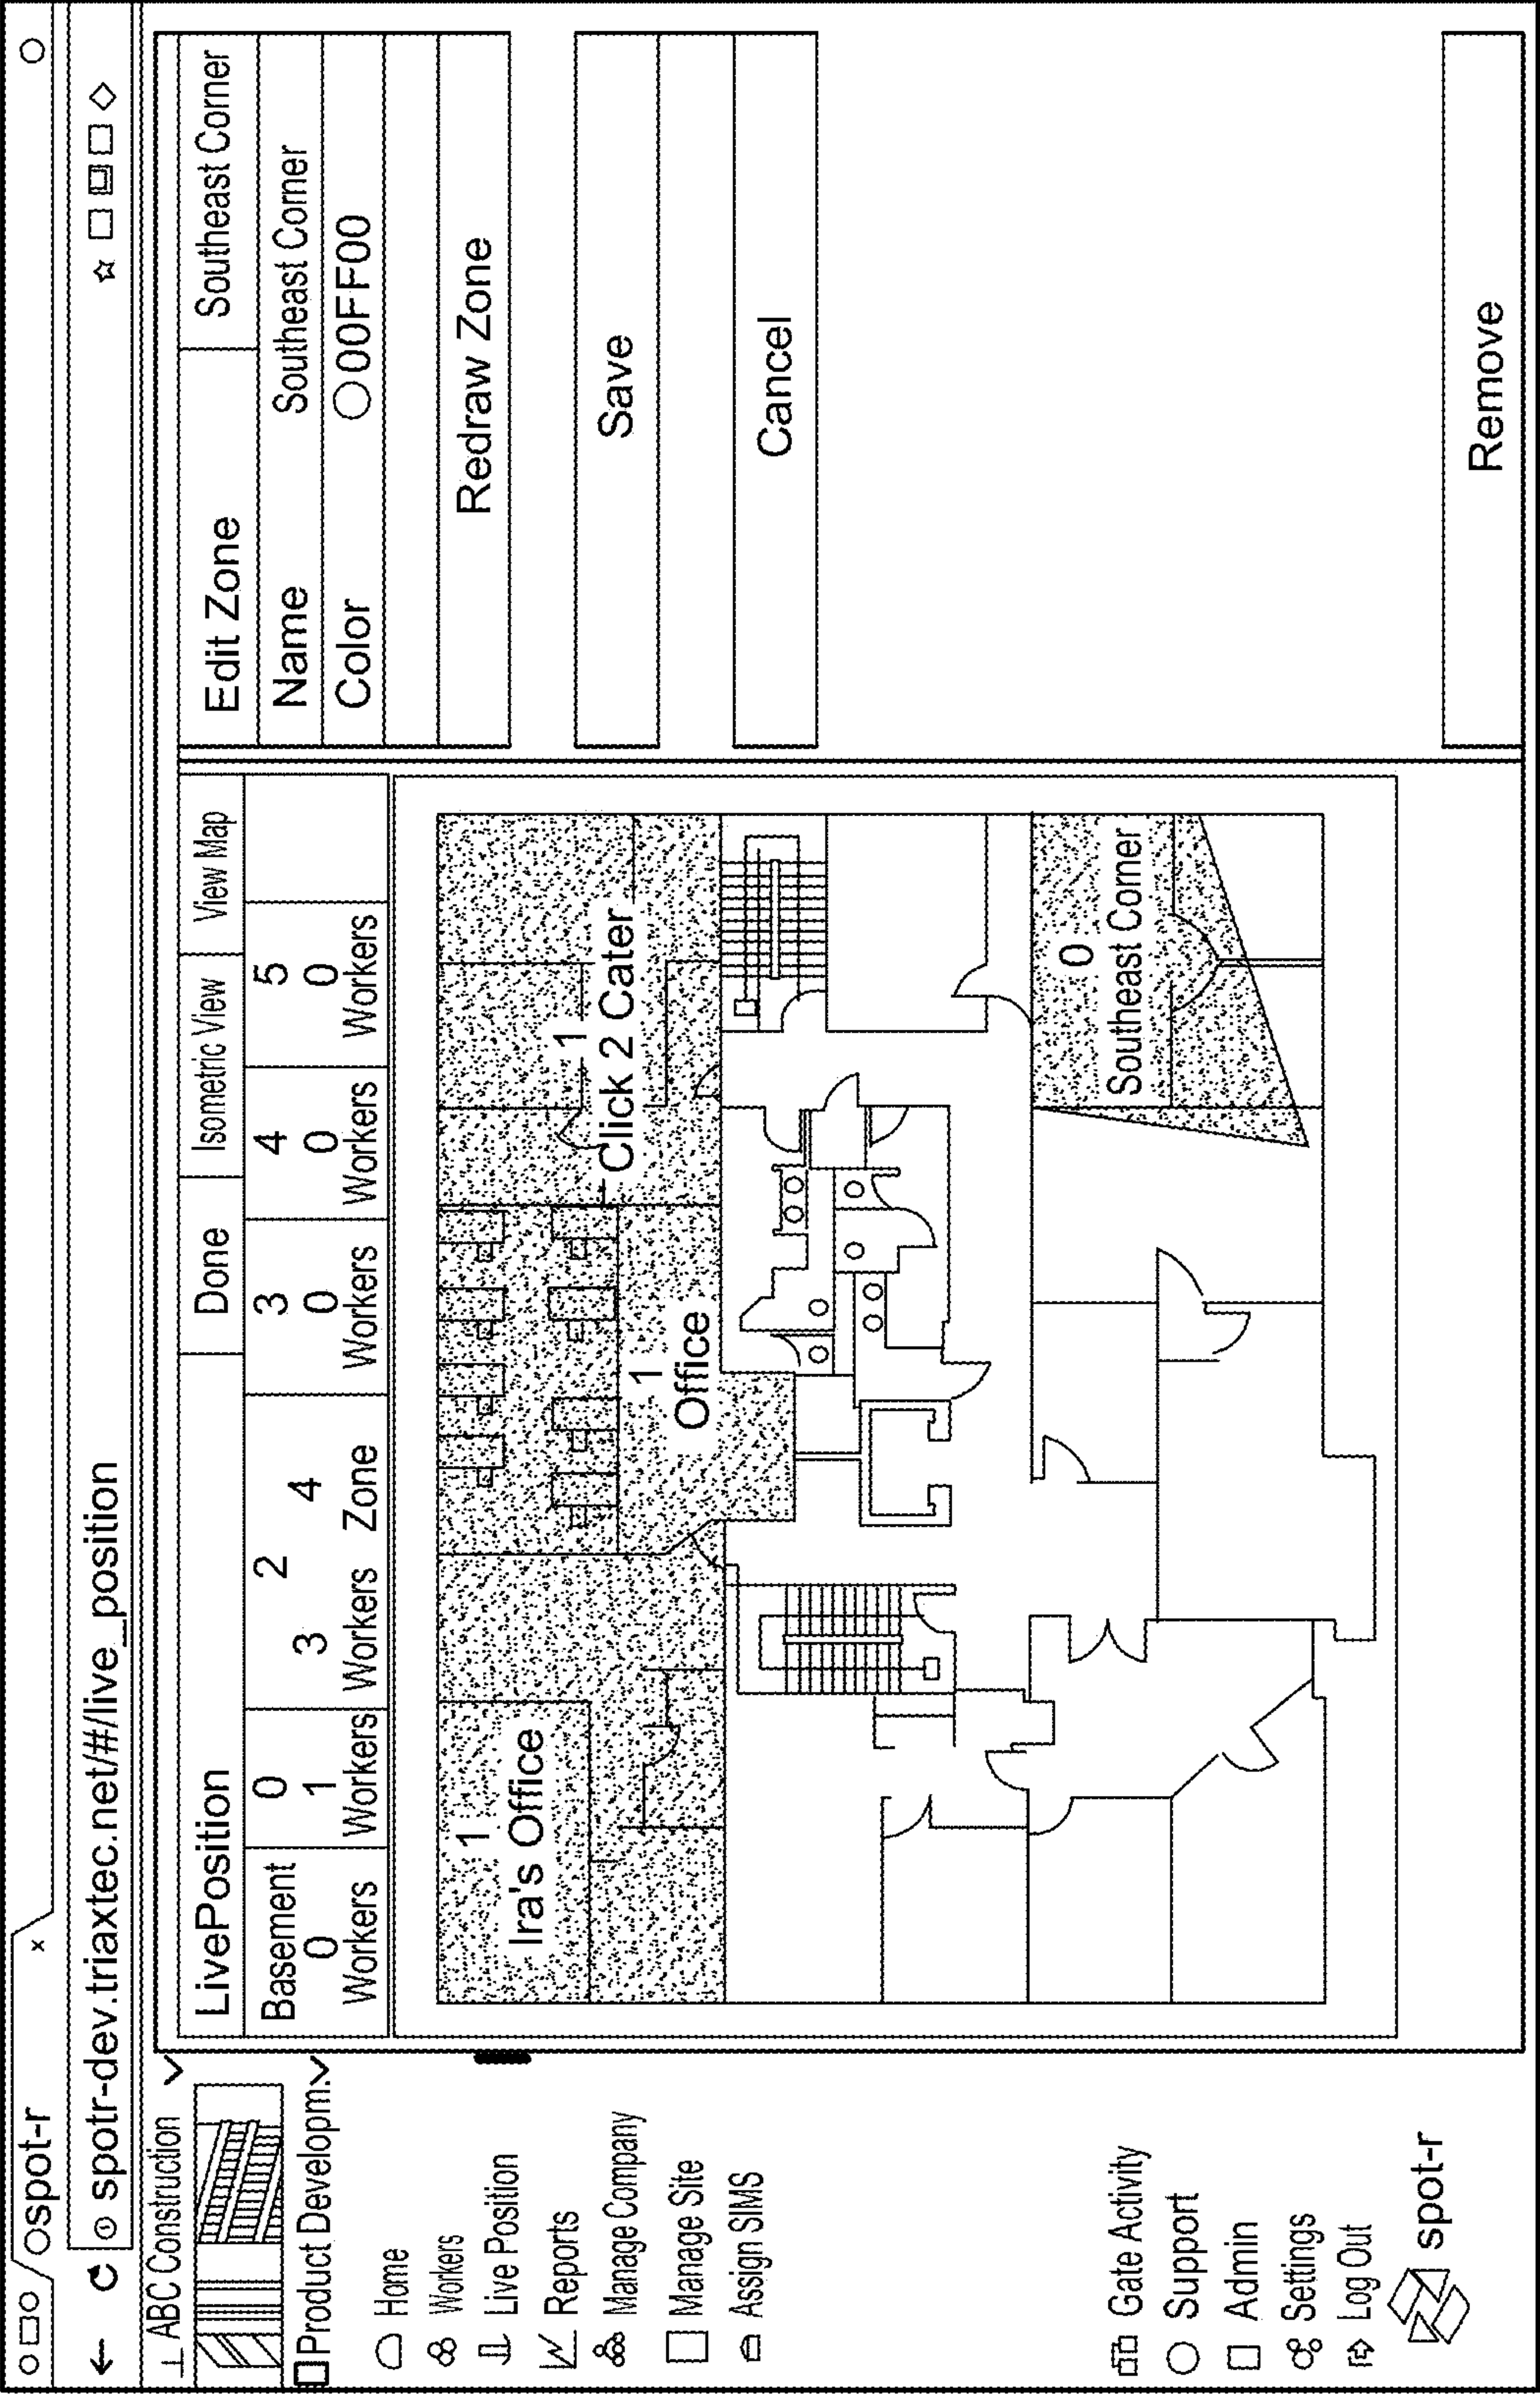 spot-r
spotr-dev.triaxtec.net/#/live_position
ABC Construction
Product Developm.
Home
Workers
Live Position
Reports
Manage Company
Manage Site
Assign SIMS
Gate Activity
Support
Admin
Settings
Log Out
spot-r
LivePosition Done Isometric View View Map
Basement 0 2 3 4 5
0 1 3 4 0 0 0
Workers Workers Workers Zone Workers Workers Workers
1
Ira's Office
1
Office
1
Click 2 Cater
0
Southeast Corner
Edit Zone Southeast Corner
Name Southeast Corner
Color 00FF00
Redraw Zone
Save
Cancel
Remove